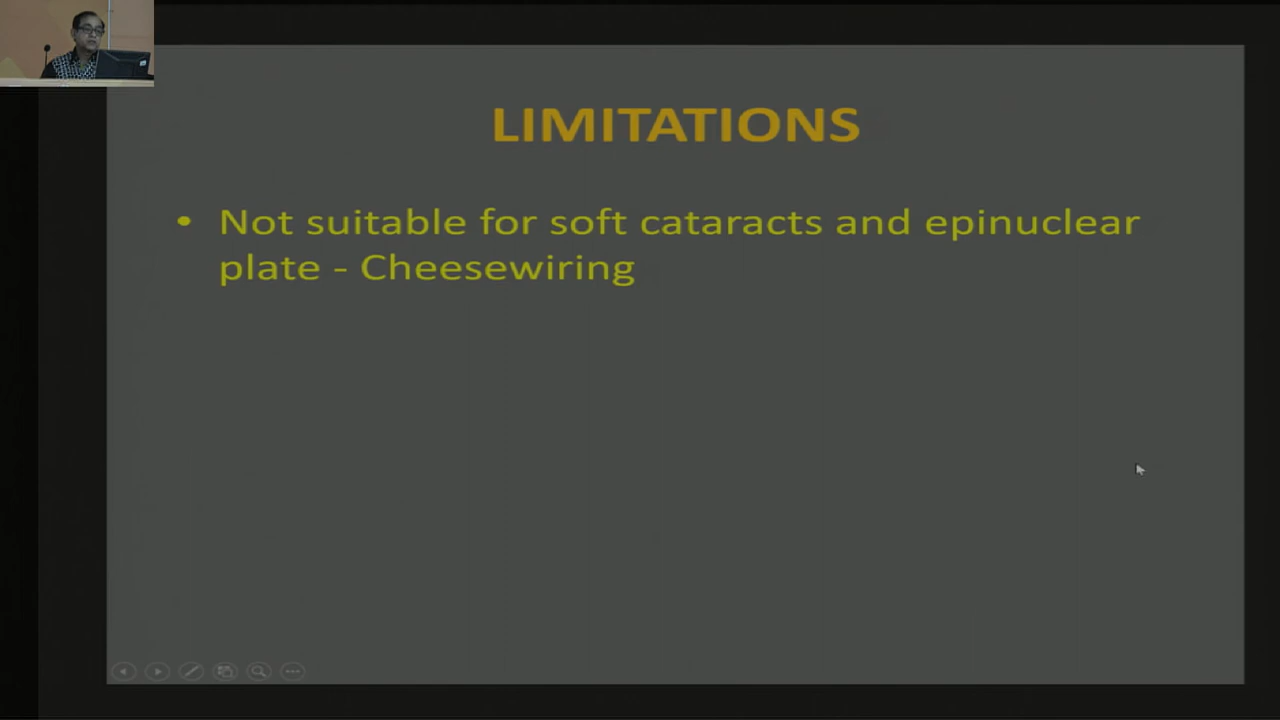 LIMITATIONS
• Not suitable for soft cataracts and epinuclear
plate - Cheesewiring